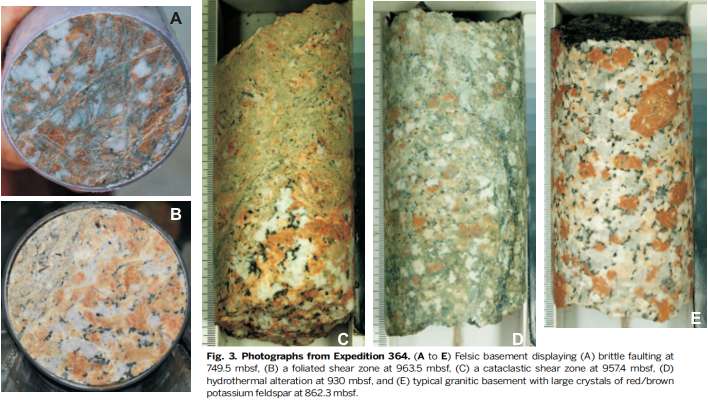 A
B
C
D
E
Fig. 3. Photographs from Expedition 364. (A to E) Felsic basement displaying (A) brittle faulting at
749.5 mbsf, (B) a foliated shear zone at 963.5 mbsf, (C) a cataclastic shear zone at 957.4 mbsf, (D)
hydrothermal alteration at 930 mbsf, and (E) typical granitic basement with large crystals of red/brown
potassium feldspar at 862.3 mbsf.